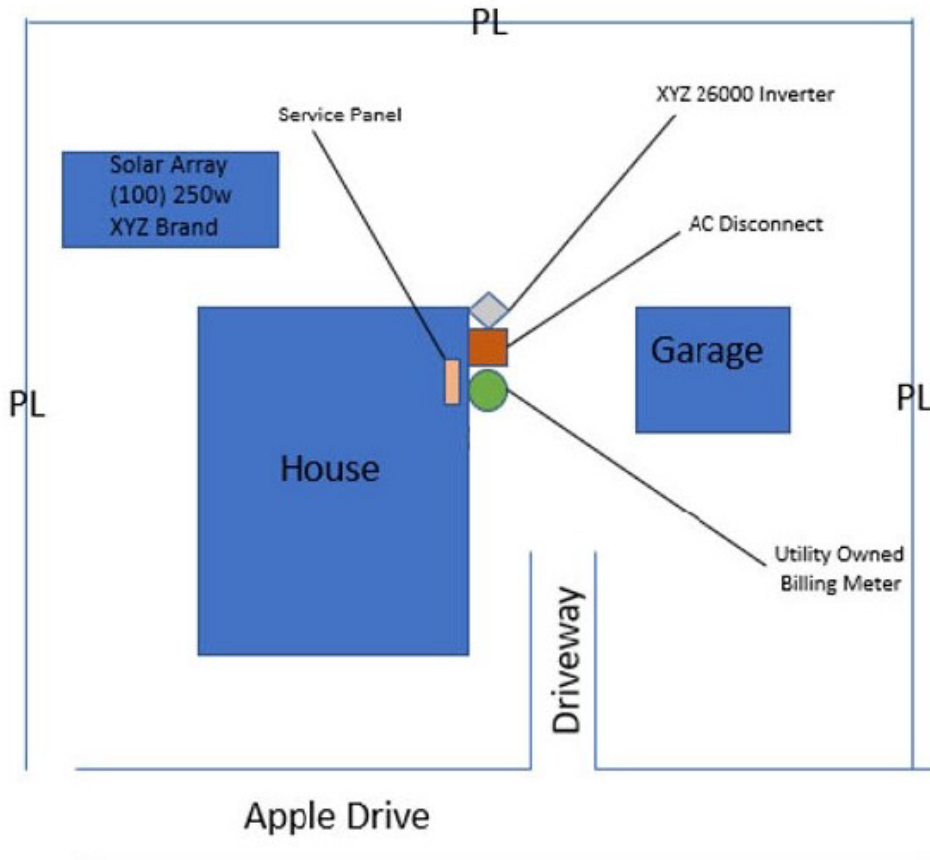 PL
XYZ 26000 Inverter
Service Panel
Solar Array
(100) 250w
XYZ Brand
AC Disconnect
Garage
PL
PL
House
Utility Owned
Billing Meter
Driveway
Apple Drive